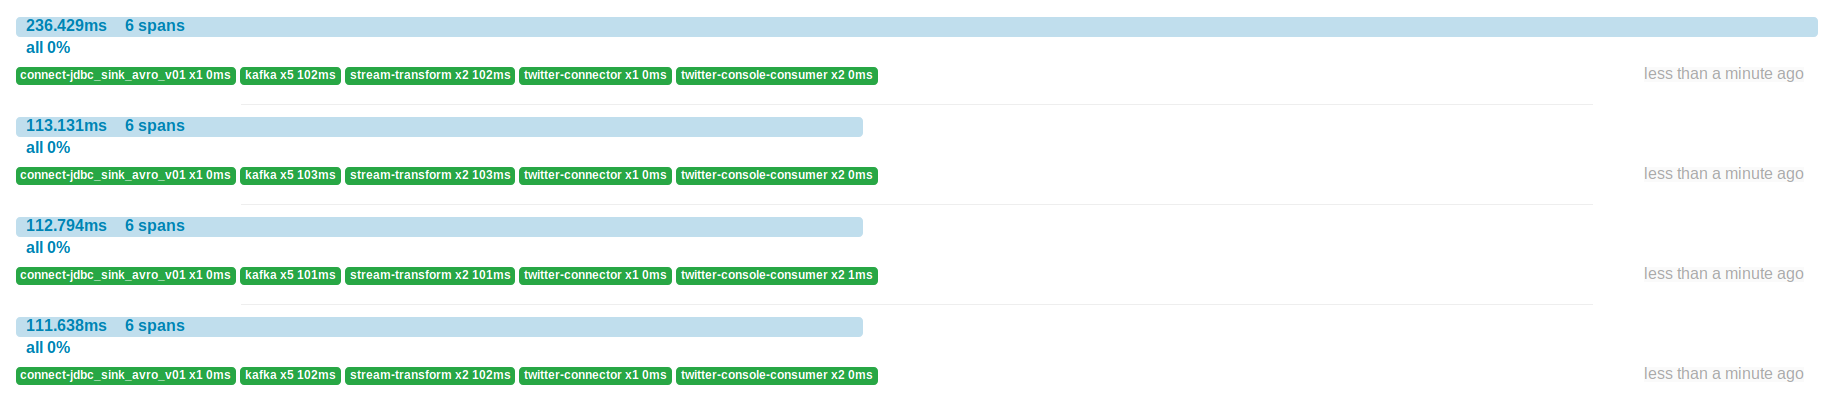 236.429ms 6 spans
all 0%
connect-jdbc_sink_avro_v01 x1 0ms kafka x5 102ms stream-transform x2 102ms twitter-connector x1 0ms twitter-console-consumer x2 0ms less than a minute ago
113.131ms 6 spans
all 0%
connect-jdbc_sink_avro_v01 x1 0ms kafka x5 103ms stream-transform x2 103ms twitter-connector x1 0ms twitter-console-consumer x2 0ms less than a minute ago
112.794ms 6 spans
all 0%
connect-jdbc_sink_avro_v01 x1 0ms kafka x5 101ms stream-transform x2 101ms twitter-connector x1 0ms twitter-console-consumer x2 1ms less than a minute ago
111.638ms 6 spans
all 0%
connect-jdbc_sink_avro_v01 x1 0ms kafka x5 102ms stream-transform x2 102ms twitter-connector x1 0ms twitter-console-consumer x2 0ms less than a minute ago